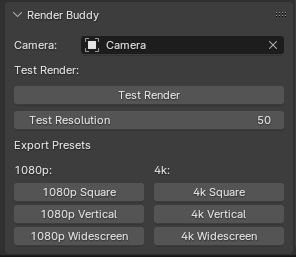 Render Buddy
Camera: Camera
Test Render:
Test Render
Test Resolution 50
Export Presets
1080p: 4k:
1080p Square 4k Square
1080p Vertical 4k Vertical
1080p Widescreen 4k Widescreen